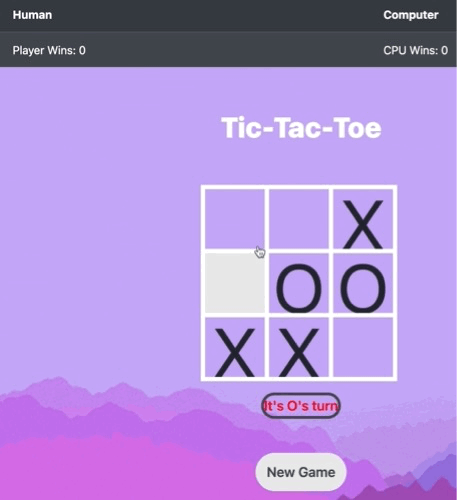 Human Computer
Player Wins: 0 CPU Wins: 0
Tic-Tac-Toe
X
O O
X X
It's O's turn
New Game